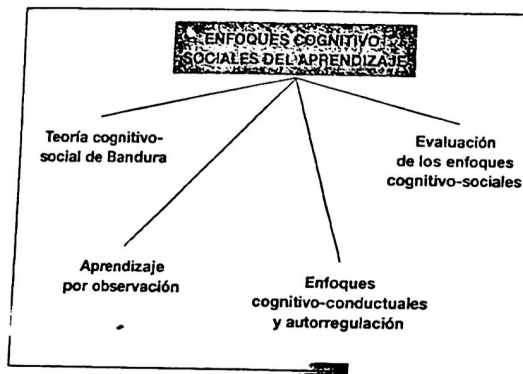 ENFOQUES COGNITIVO-
SOCIALES DEL APRENDIZAJE
Teoría cognitivo-
social de Bandura
Evaluación
de los enfoques
cognitivo-sociales
Aprendizaje
por observación
Enfoques
cognitivo-conductuales
y autorregulación